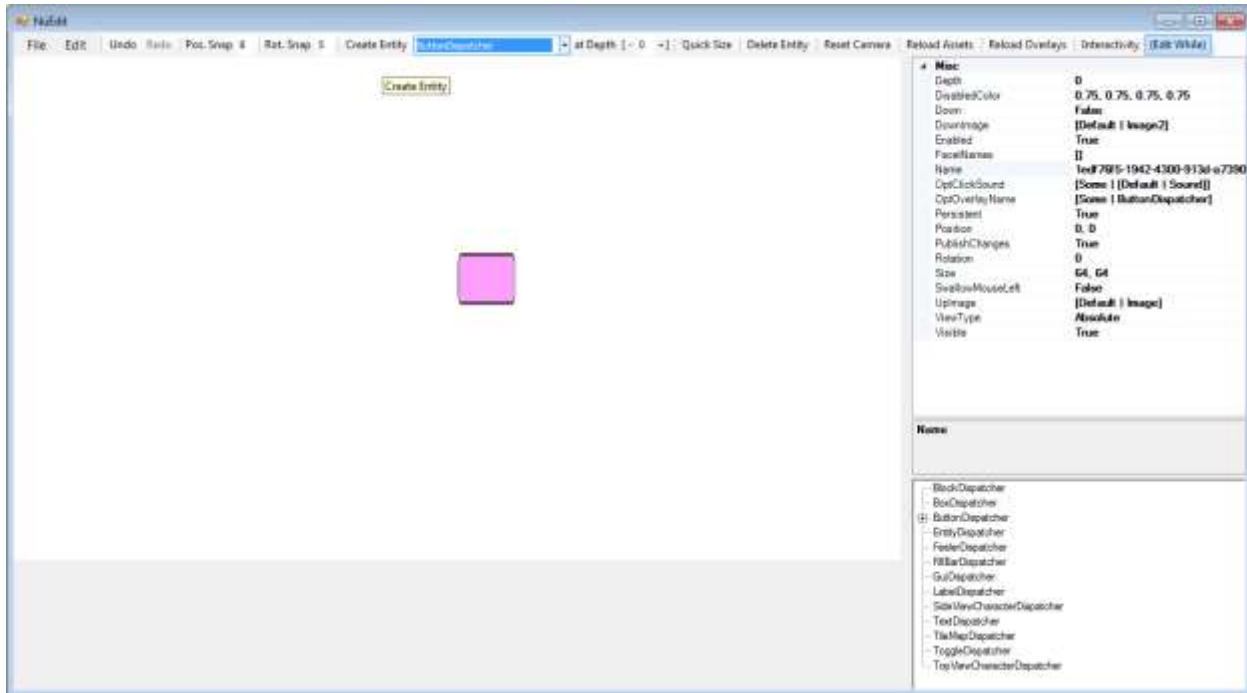 NuEdit
File Edit Undo Redo Pos. Snap 8 Rot. Snap 5 Create Entity ButtonDispatcher at Depth [- 0 +] Quick Size Delete Entity Reset Camera Reload Assets Reload Overlays Interactivity (Edit While)
Create Entity
Misc
Depth 0
DisabledColor 0.75, 0.75, 0.75, 0.75
Down False
DownImage [Default | Image2]
Enabled True
FacetNames []
Name
OptClickSound [Some | [Default | Sound]]
OptOverlayName [Some | ButtonDispatcher]
Persistent True
Position 0, 0
PublishChanges True
Rotation 0
Size 64, 64
SwallowMouseLeft False
UpImage [Default | Image]
ViewType Absolute
Visible True
Name
BlockDispatcher
BoxDispatcher
ButtonDispatcher
EntityDispatcher
FeelerDispatcher
FillBarDispatcher
GuiDispatcher
LabelDispatcher
SideViewCharacterDispatcher
TextDispatcher
TileMapDispatcher
ToggleDispatcher
TopViewCharacterDispatcher